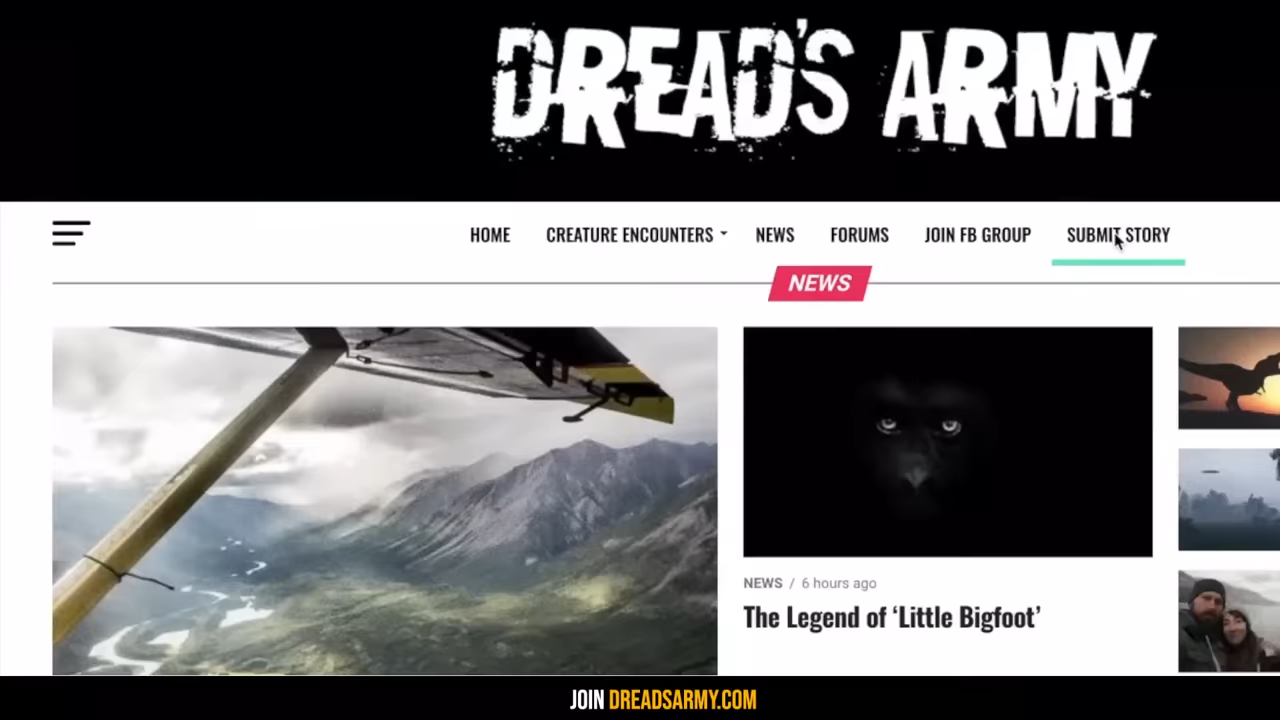 DREAD'S ARMY
HOME CREATURE ENCOUNTERS NEWS FORUMS JOIN FB GROUP SUBMIT STORY
NEWS
NEWS / 6 hours ago
The Legend of ‘Little Bigfoot’
JOIN DREADSARMY.COM